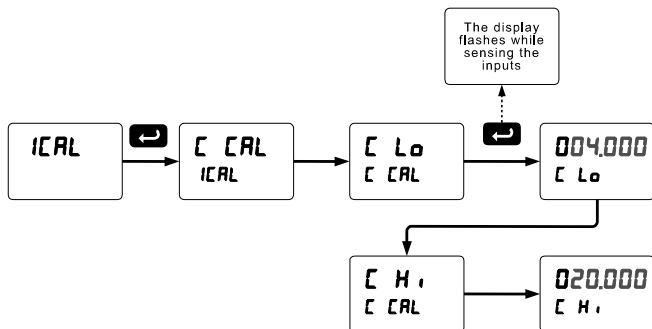 The display
flashes while
sensing the
inputs
ICAL
C CAL
ICAL
C Lo
C CAL
004.000
C Lo
C Hi
C CAL
020.000
C Hi